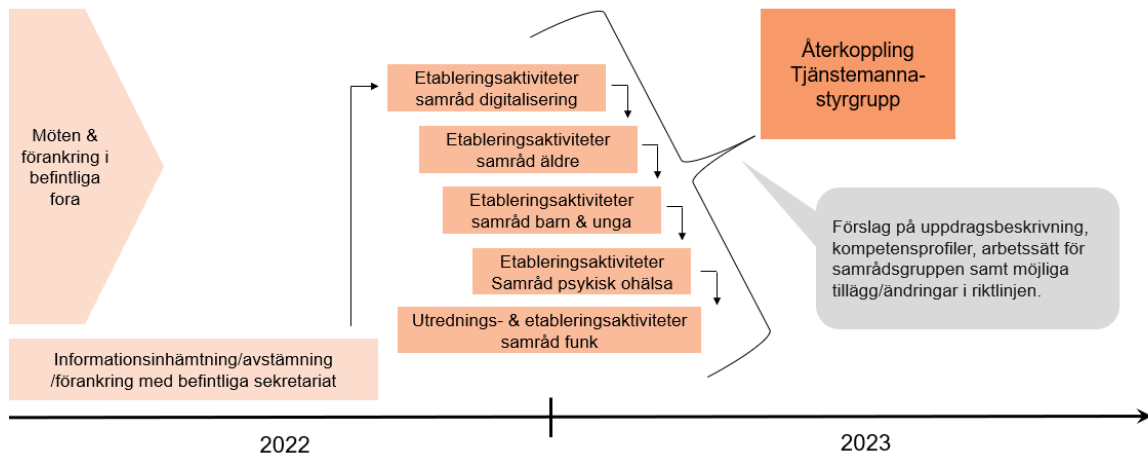 Möten &
förankring i
befintliga
fora
Informationsinhämtning/avstämning
/förankring med befintliga sekretariat
Etableringsaktiviteter
samråd digitalisering
Etableringsaktiviteter
samråd äldre
Etableringsaktiviteter
samråd barn & unga
Etableringsaktiviteter
Samråd psykisk ohälsa
Utrednings- & etableringsaktiviteter
samråd funk
Återkoppling
Tjänstemanna-
styrgrupp
Förslag på uppdragsbeskrivning,
kompetensprofiler, arbetssätt för
samrådsgruppen samt möjliga
tillägg/ändringar i riktlinjen.
2022
2023